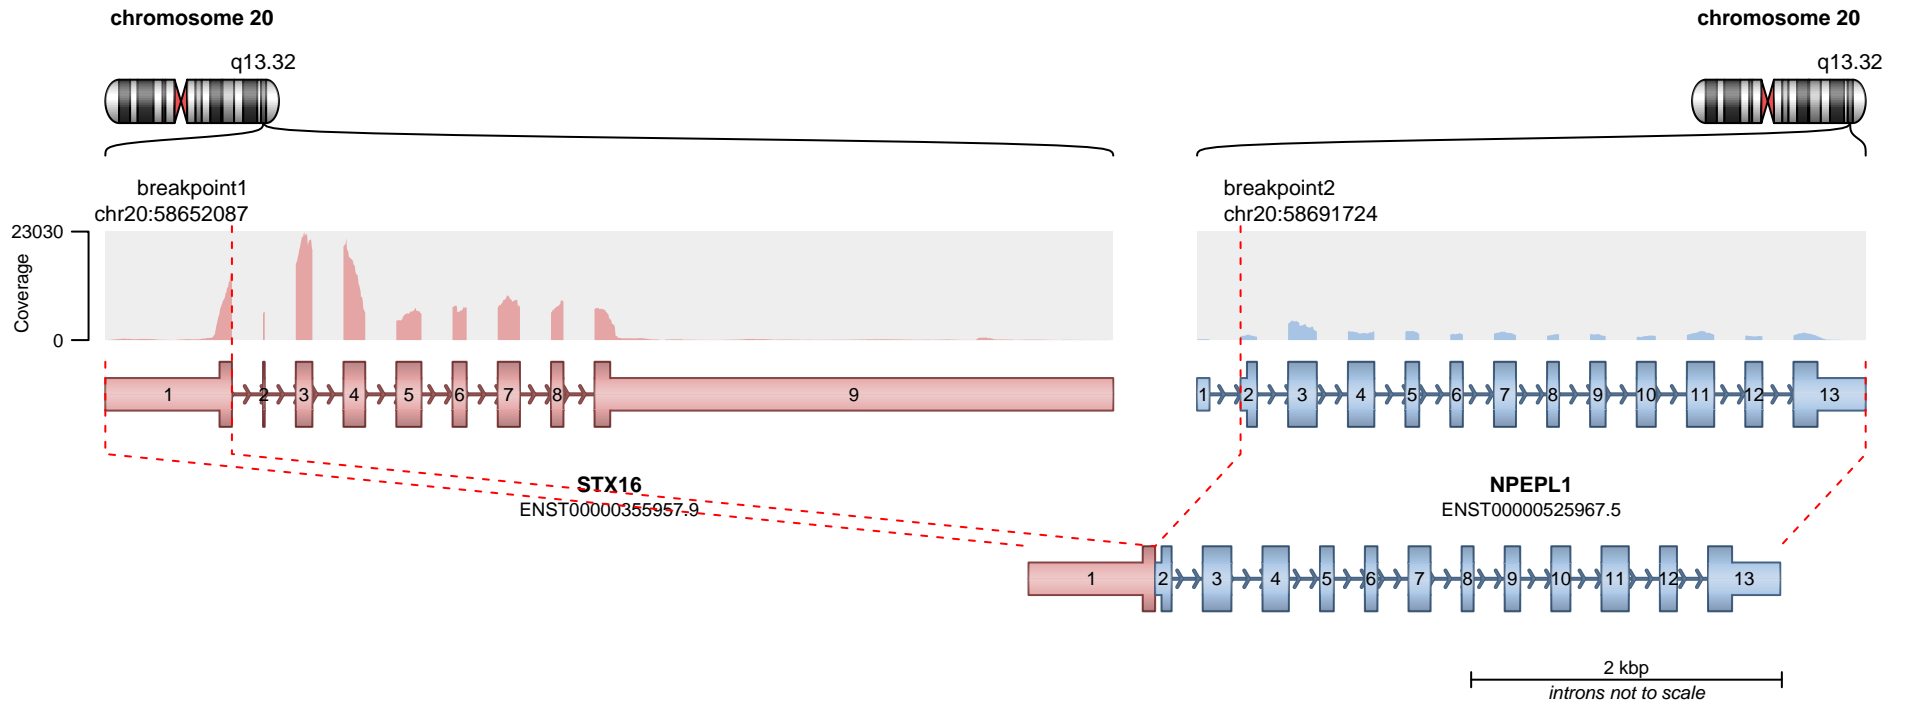 chromosome 20
chromosome 20
q13.32
q13.32
breakpoint1
chr20:58652087
breakpoint2
chr20:58691724
23030
Coverage
0
1 2 3 4 5 6 7 8 9
1 2 3 4 5 6 7 8 9 10 11 12 13
STX16
ENST00000355957.9
NPEPL1
ENST00000525967.5
1 2 3 4 5 6 7 8 9 10 11 12 13
2 kbp
introns not to scale